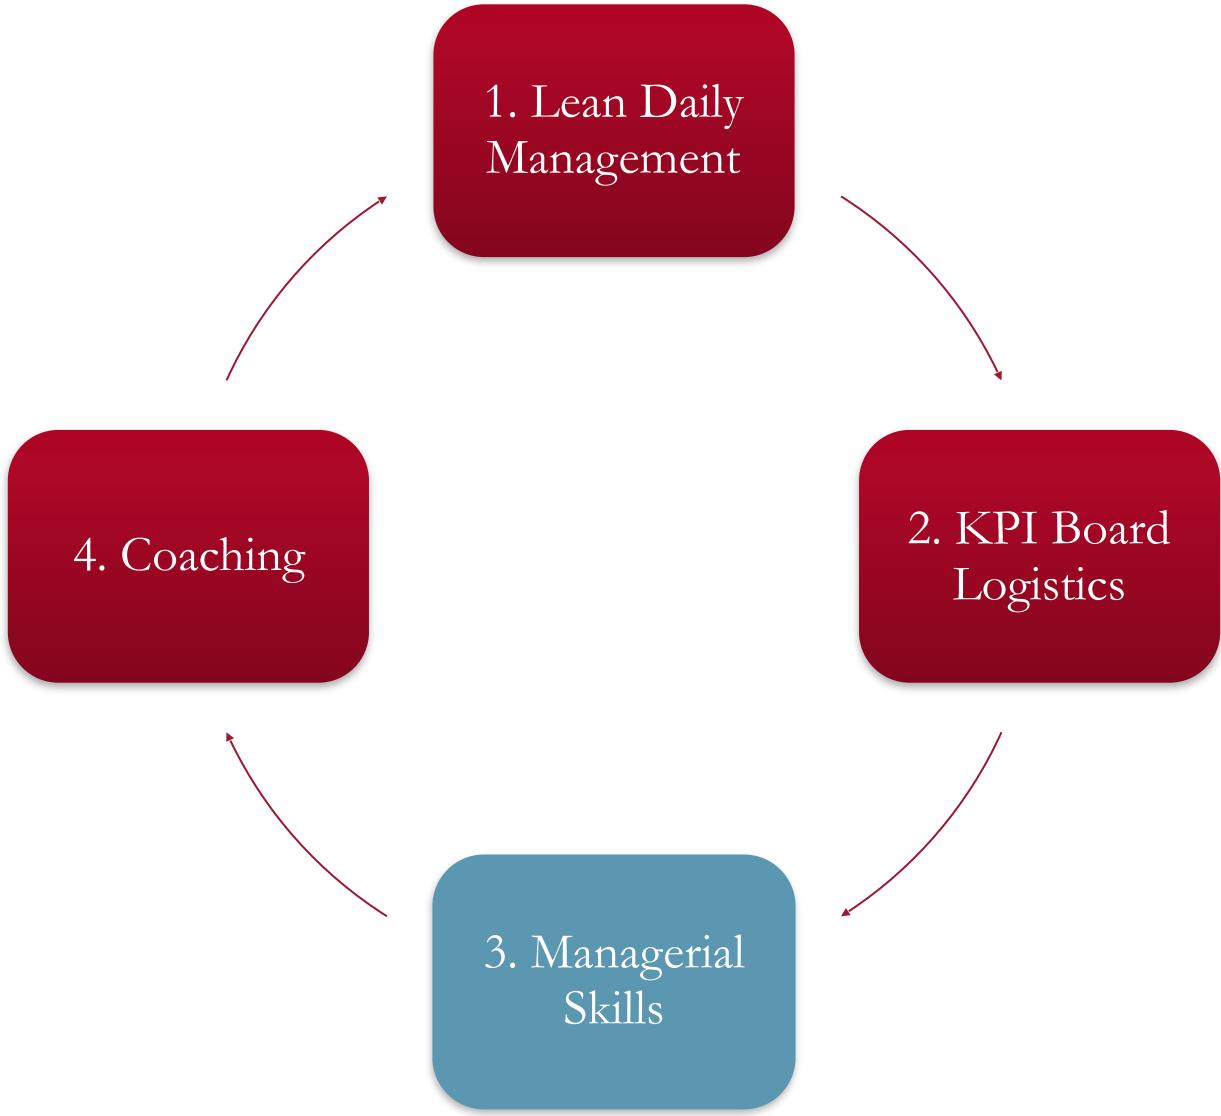 1. Lean Daily
Management
2. KPI Board
Logistics
3. Managerial
Skills
4. Coaching